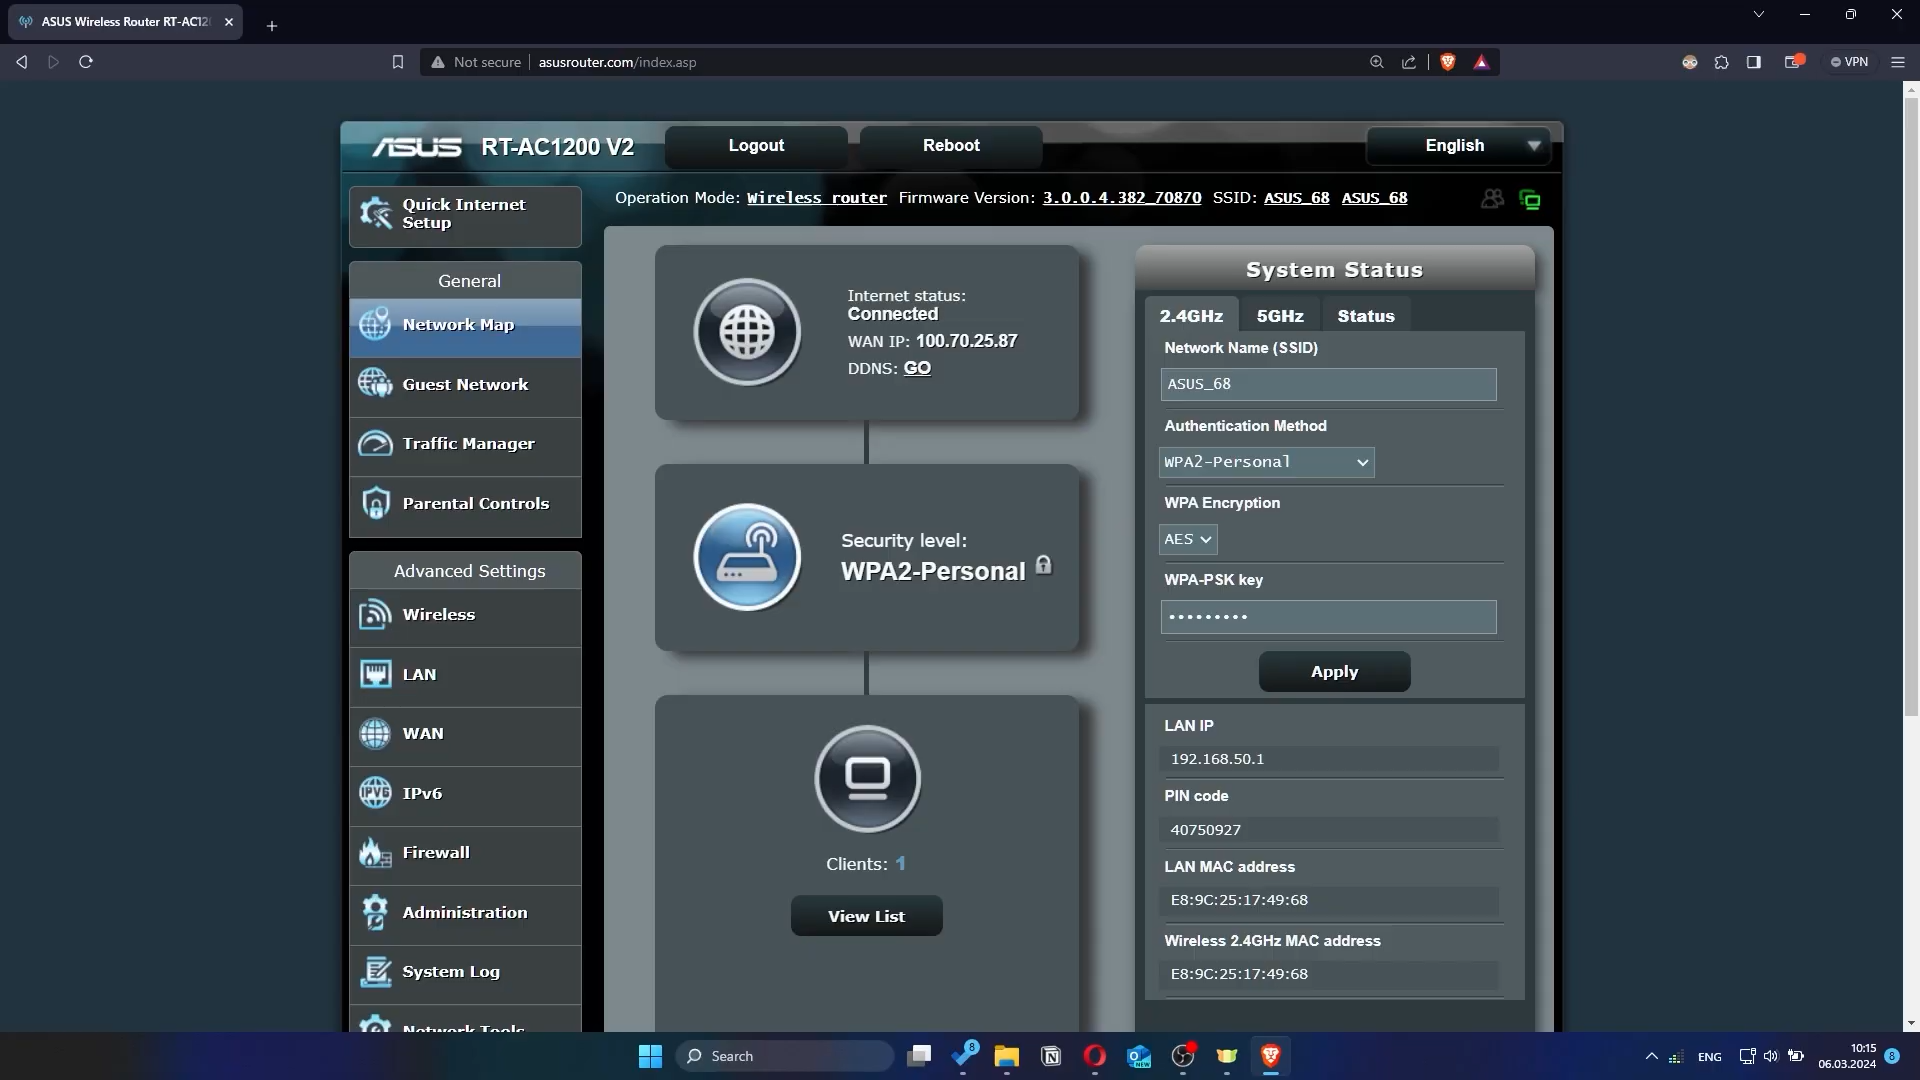 ASUS Wireless Router RT-AC12
Not secure
asusrouter.com/index.asp
VPN
ASUS RT-AC1200 V2
Logout
Reboot
English
Quick Internet
Setup
Operation Mode: Wireless router Firmware Version: 3.0.0.4.382_70870 SSID: ASUS_68 ASUS_68
General
Network Map
Guest Network
Traffic Manager
Parental Controls
Advanced Settings
Wireless
LAN
WAN
IPv6
IPV6
Firewall
Administration
System Log
Network Tools
Internet status:
Connected
WAN IP: 100.70.25.87
DDNS: GO
Security level:
WPA2-Personal
Clients: 1
View List
System Status
2.4GHz
5GHz
Status
Network Name (SSID)
ASUS_68
Authentication Method
WPA2-Personal
WPA Encryption
AES
WPA-PSK key
•••••••••
Apply
LAN IP
192.168.50.1
PIN code
40750927
LAN MAC address
E8:9C:25:17:49:68
Wireless 2.4GHz MAC address
E8:9C:25:17:49:68
Search
8
NEW
ENG
10:15
06.03.2024
8